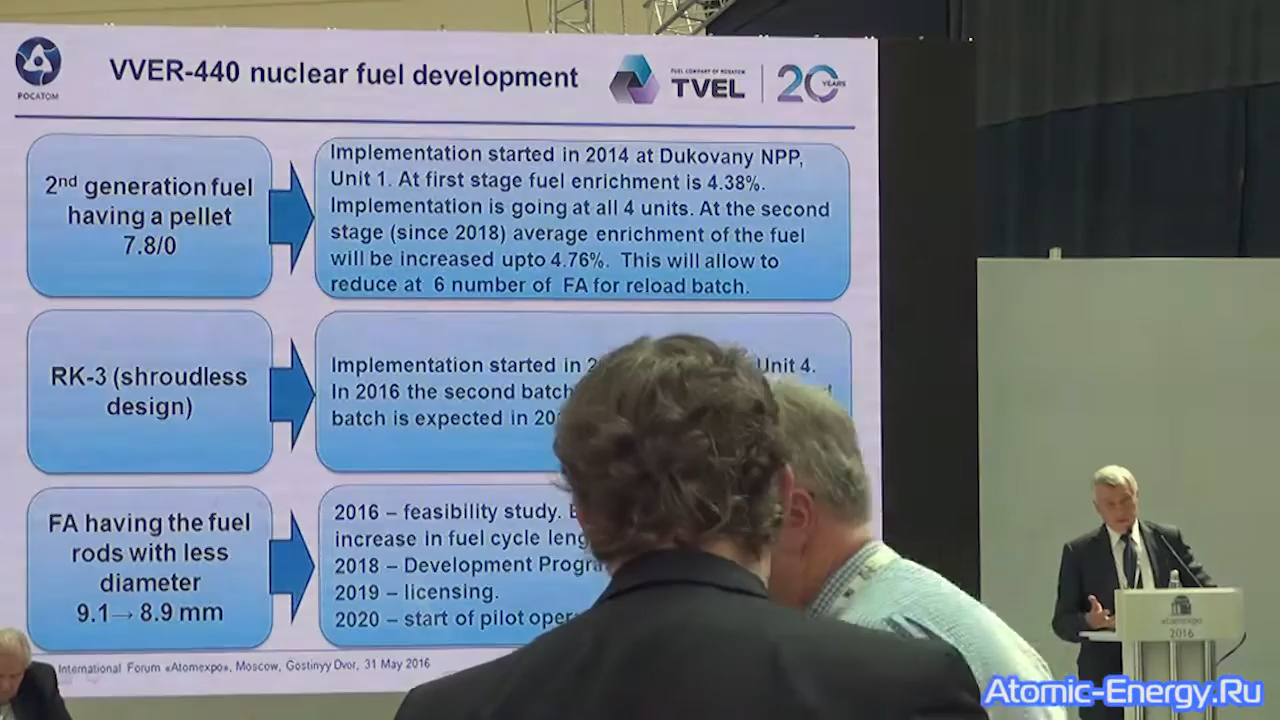 РОСАТОМ
VVER-440 nuclear fuel development
FUEL COMPANY OF ROSATOM
TVEL
20 YEARS
2nd generation fuel
having a pellet
7.8/0
Implementation started in 2014 at Dukovany NPP,
Unit 1. At first stage fuel enrichment is 4.38%.
Implementation is going at all 4 units. At the second
stage (since 2018) average enrichment of the fuel
will be increased upto 4.76%. This will allow to
reduce at 6 number of FA for reload batch.
RK-3 (shroudless
design)
Implementation started in Unit 4.
In 2016 the second batch
batch is expected in
FA having the fuel
rods with less
diameter
9.1→ 8.9 mm
2016 – feasibility study.
increase in fuel cycle
2018 – Development
2019 – licensing.
2020 – start of pilot
International Forum «Atomexpo», Moscow, Gostinyy Dvor, 31 May 2016
atomexpo
2016
Atomic-Energy.Ru